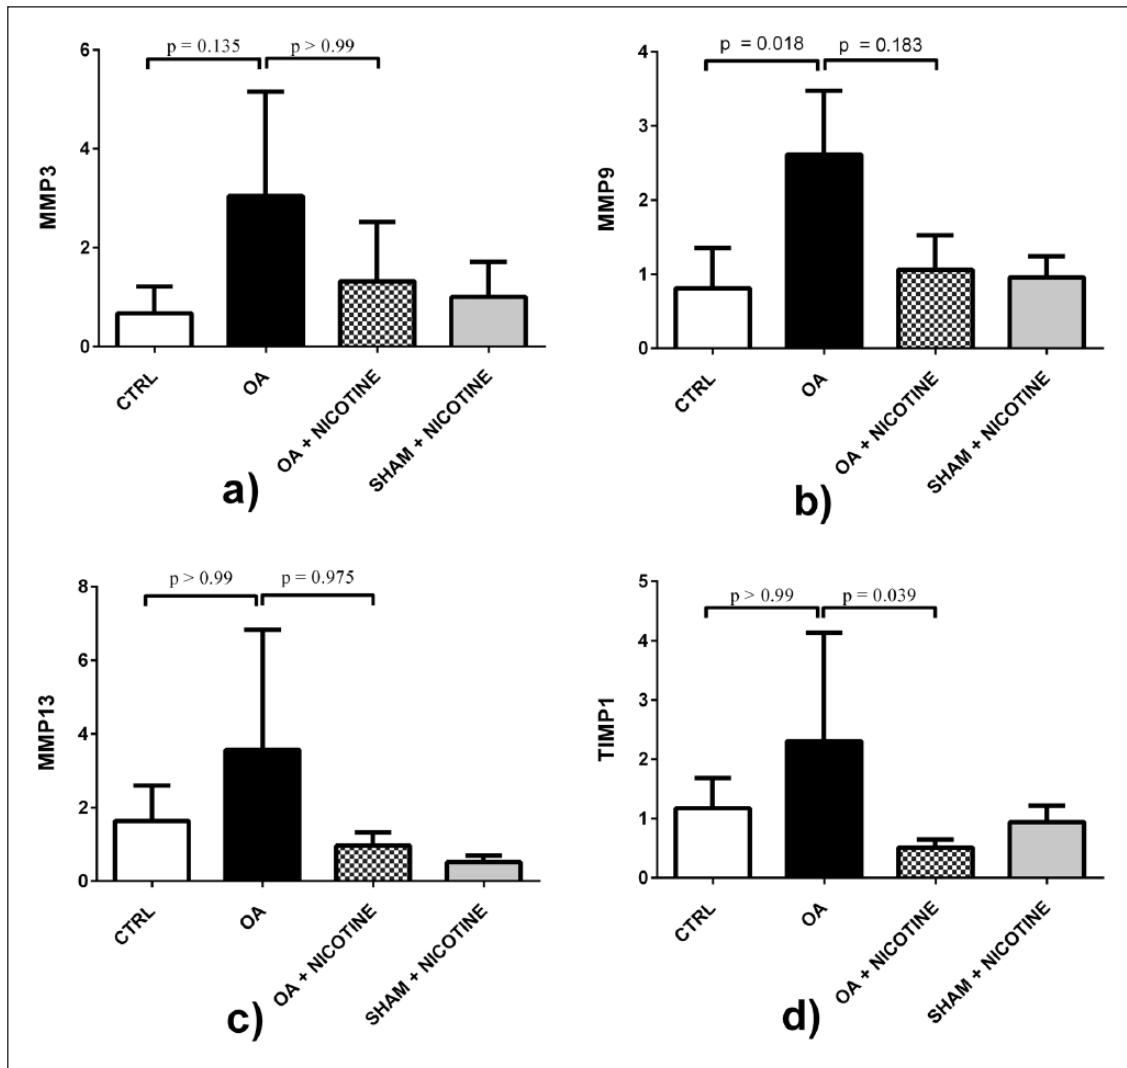 p = 0.135 p > 0.99
6
4
2
0
MMP3
CTRL
OA
OA + NICOTINE
SHAM + NICOTINE
a)
p = 0.018 p = 0.183
4
3
2
1
0
MMP9
CTRL
OA
OA + NICOTINE
SHAM + NICOTINE
b)
p > 0.99 p = 0.975
8
6
4
2
0
MMP13
CTRL
OA
OA + NICOTINE
SHAM + NICOTINE
c)
p > 0.99 p = 0.039
5
4
3
2
1
0
TIMP1
CTRL
OA
OA + NICOTINE
SHAM + NICOTINE
d)